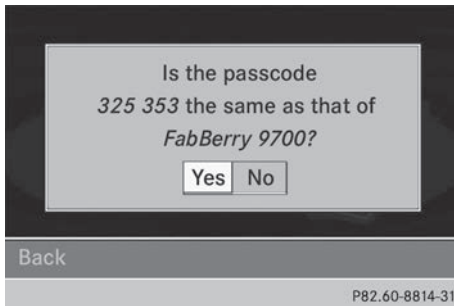 Is the passcode
325 353 the same as that of
FabBerry 9700?
Yes No
Back
P82.60-8814-31